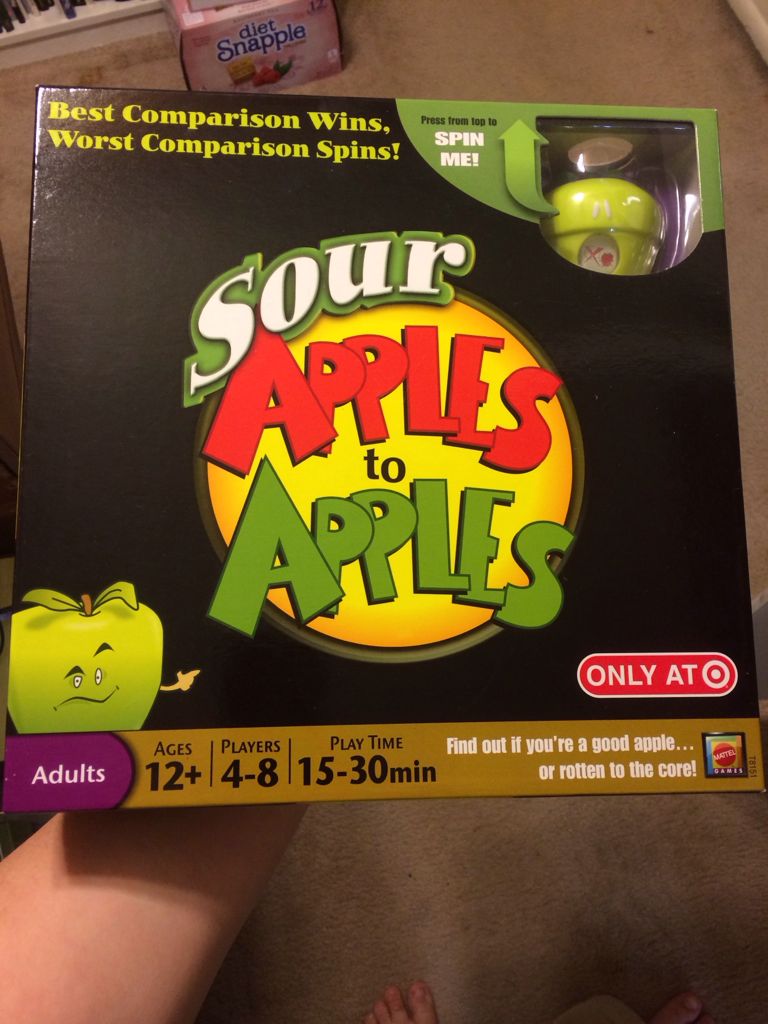 12
diet
Snapple
Best Comparison Wins,
Worst Comparison Spins!
Press from top to
SPIN
ME!
Sour
APPLES
to
APPLES
ONLY AT
Adults
AGES
12+
PLAYERS
4-8
PLAY TIME
15-30min
Find out if you're a good apple...
or rotten to the core!
MATTEL
GAMES
T8151